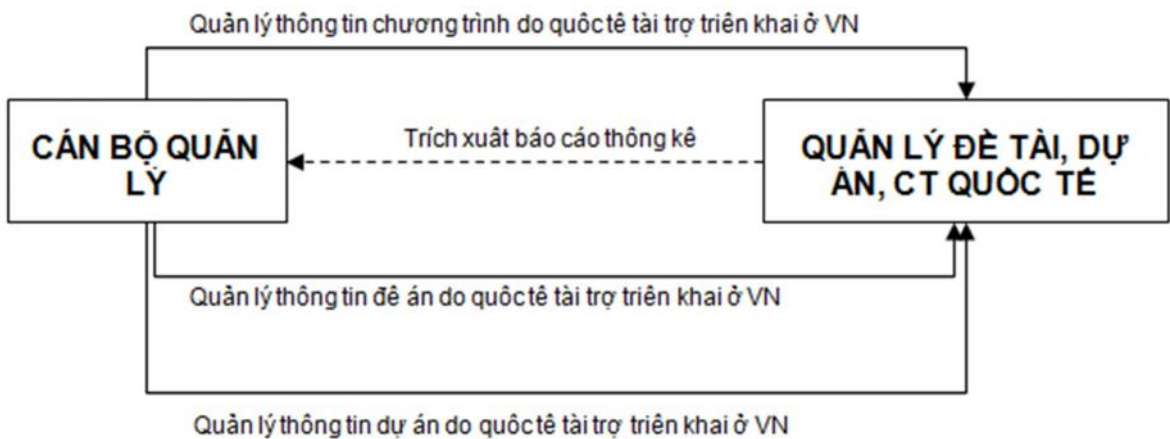 Quản lý thông tin chương trình do quốc tế tài trợ triển khai ở VN
CÁN BỘ QUẢN
LÝ
Trích xuất báo cáo thông kê
QUẢN LÝ ĐỀ TÀI, DỰ
ÁN, CT QUỐC TẾ
Quản lý thông tin đề án do quốc tế tài trợ triển khai ở VN
Quản lý thông tin dự án do quốc tế tài trợ triển khai ở VN